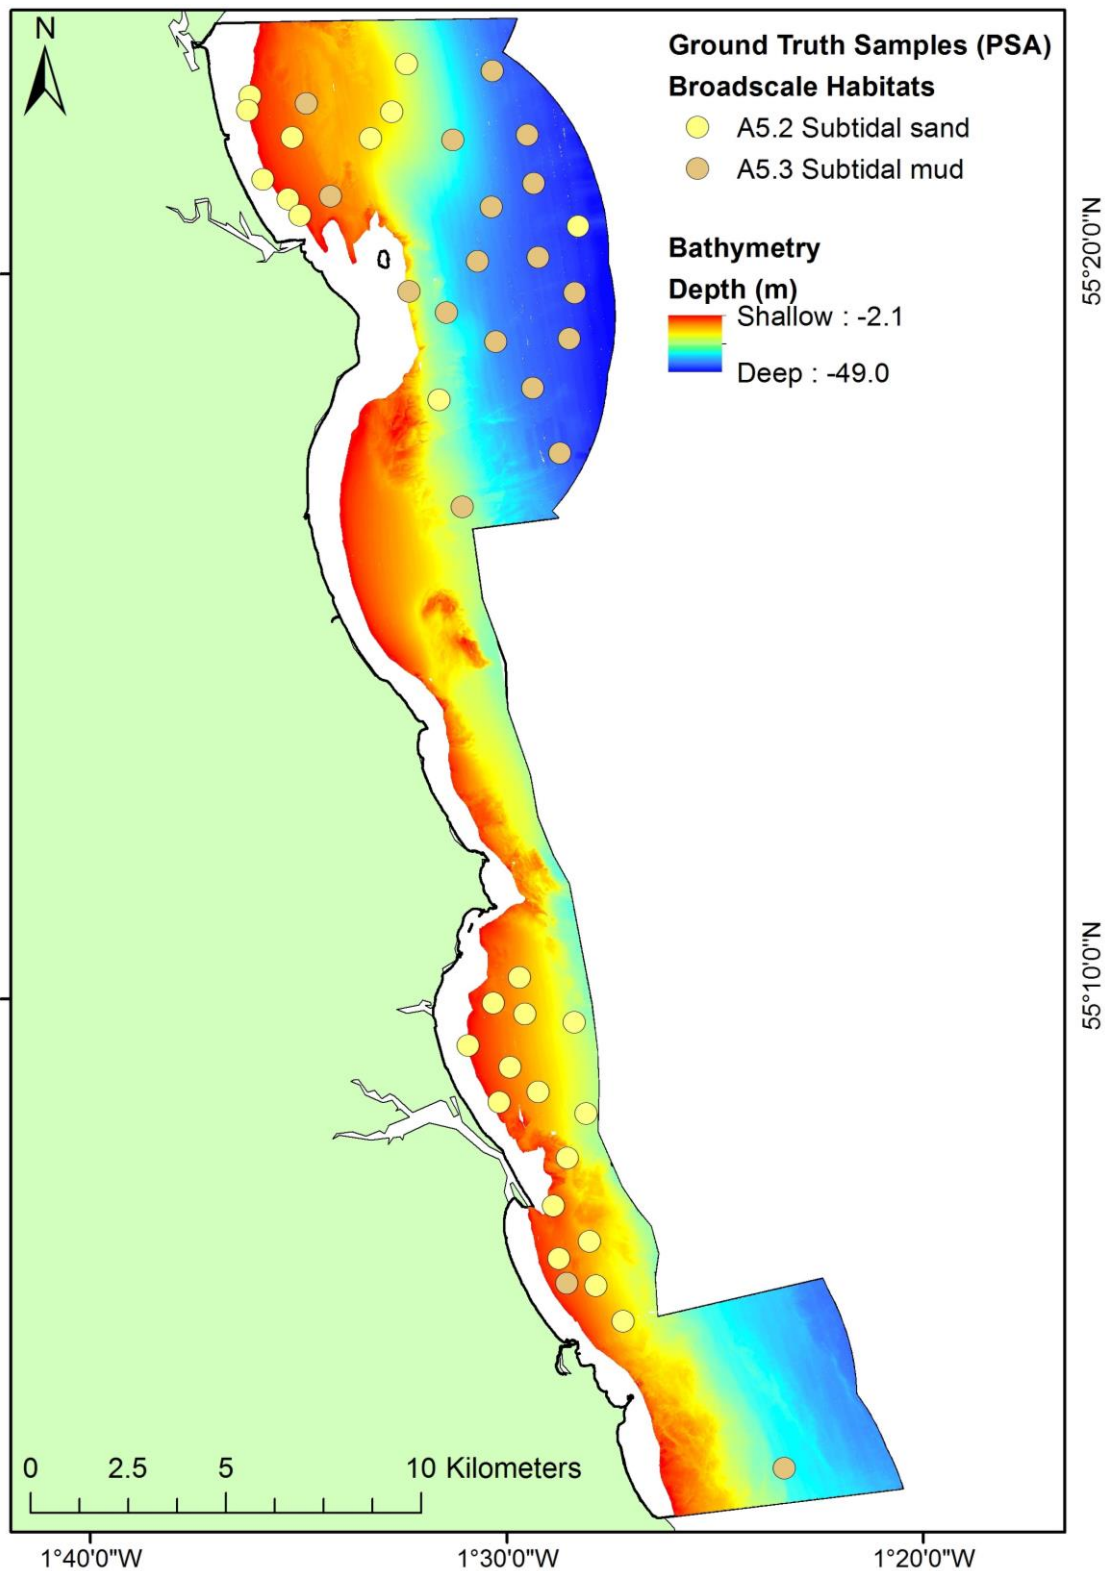 N
Ground Truth Samples (PSA)
Broadscale Habitats
A5.2 Subtidal sand
A5.3 Subtidal mud
Bathymetry
Depth (m)
Shallow : -2.1
Deep : -49.0
55°20'0"N
55°10'0"N
0 2.5 5 10 Kilometers
1°40'0"W 1°30'0"W 1°20'0"W